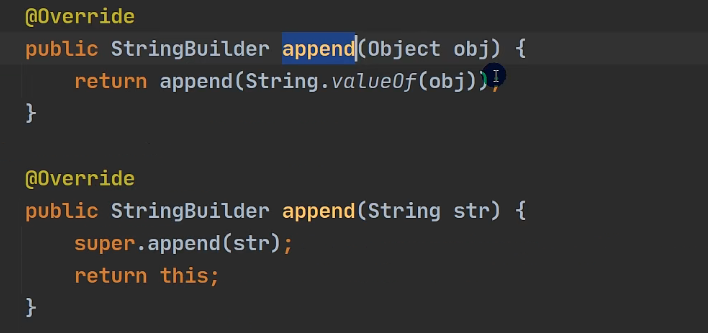 @Override
public StringBuilder append(Object obj) {
    return append(String.valueOf(obj));
}
@Override
public StringBuilder append(String str) {
    super.append(str);
    return this;
}